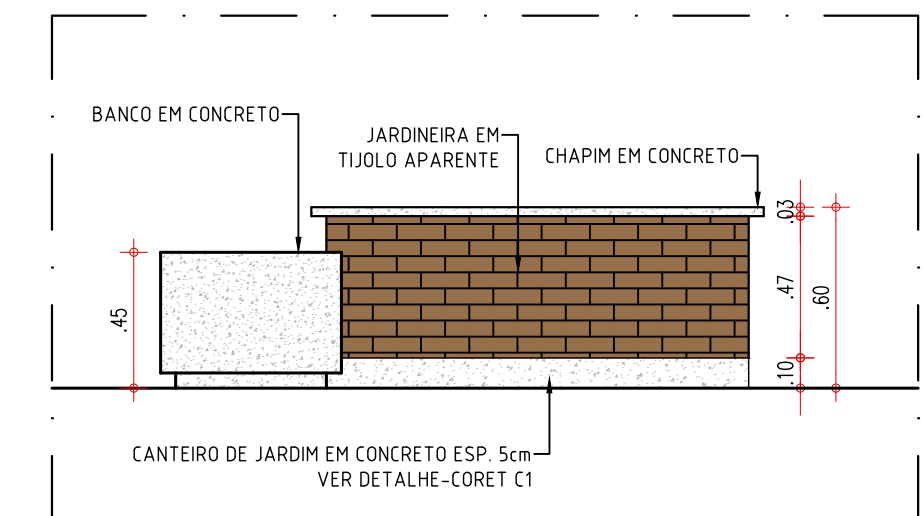 BANCO EM CONCRETO
JARDINEIRA EM
TIJOLO APARENTE
CHAPIM EM CONCRETO
.03
.47
.60
.10
.45
CANTEIRO DE JARDIM EM CONCRETO ESP. 5cm
VER DETALHE-CORET C1